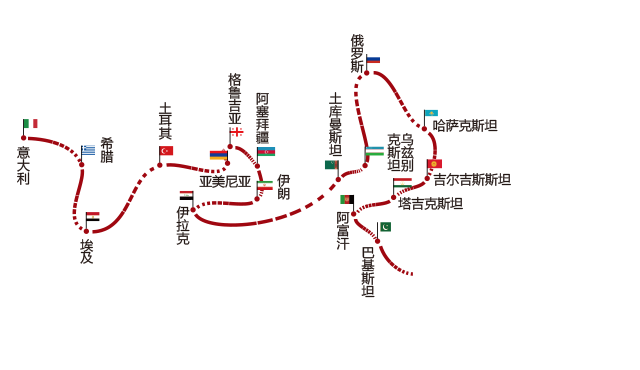 意大利
希腊
埃及
土耳其
格鲁吉亚
阿塞拜疆
亚美尼亚
伊朗
伊拉克
土库曼斯坦
俄罗斯
乌兹别
克斯坦
哈萨克斯坦
吉尔吉斯斯坦
塔吉克斯坦
阿富汗
巴基斯坦